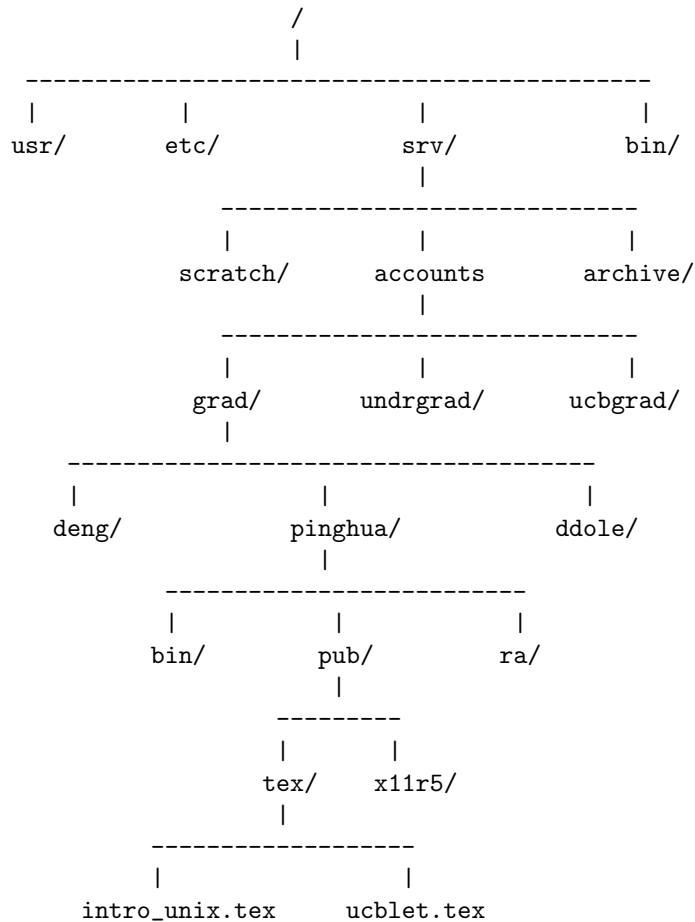 /
usr/ etc/ srv/ bin/
scratch/ accounts archive/
grad/ undrgrad/ ucbgrad/
deng/ pinghua/ ddole/
bin/ pub/ ra/
tex/ x11r5/
intro_unix.tex ucblet.tex